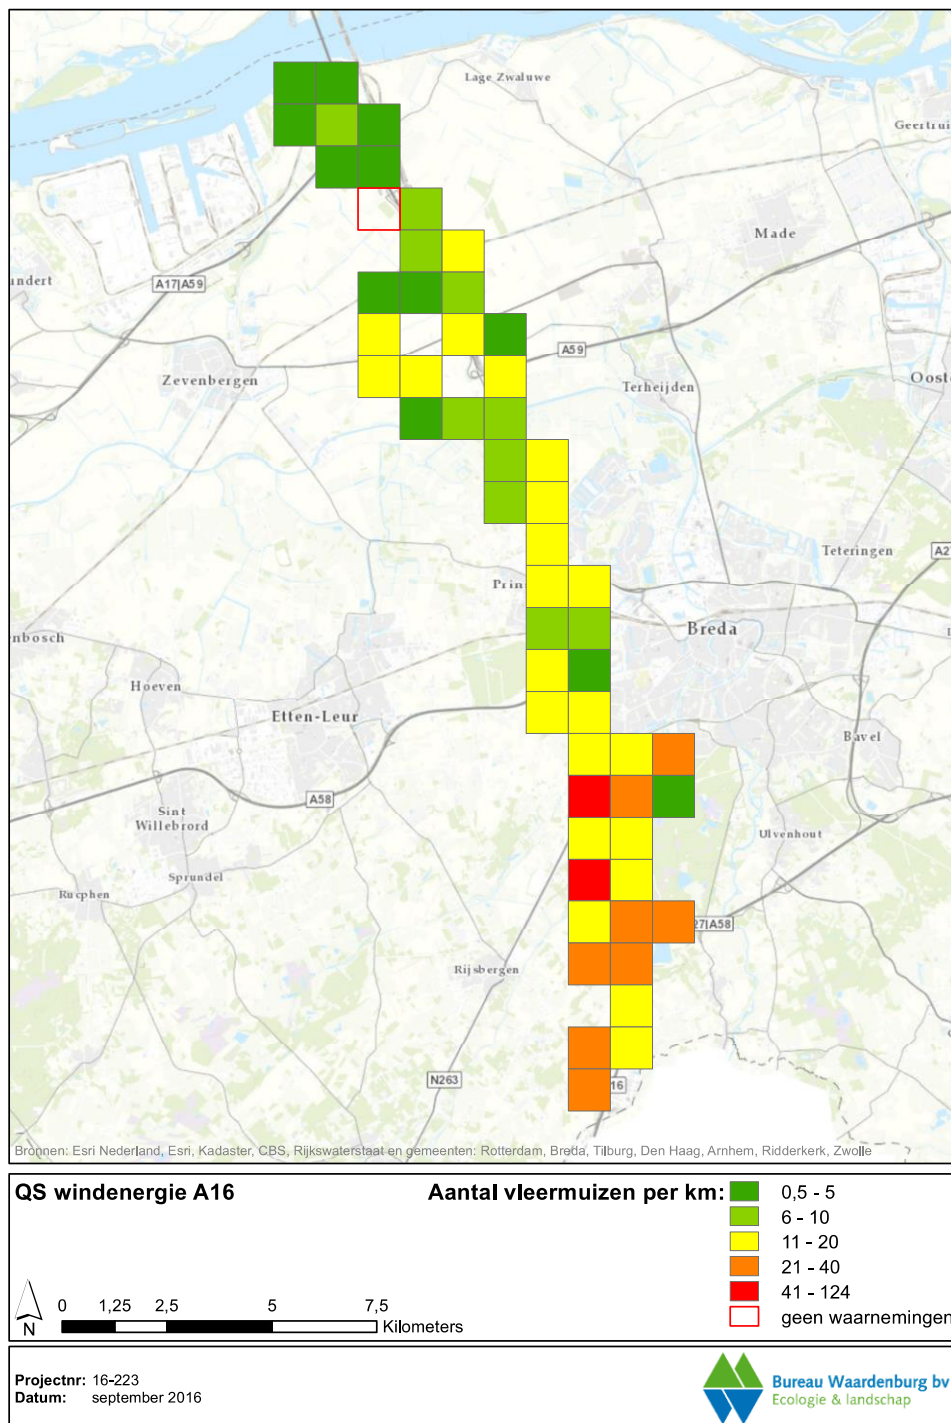 Lage Zwaluwe
Geertrui
Made
undert
A17|A59
A59
Zevenbergen
Terheijden
Oost
Teteringen
A27
Prin
Breda
nbosch
Hoeven
Etten-Leur
Bavel
A58
Sint
Willebrord
Ulvenhout
Sprundel
Rucphen
27|A58
Rijsbergen
N263
16
Bronnen: Esri Nederland, Esri, Kadaster, CBS, Rijkswaterstaat en gemeenten: Rotterdam, Breda, Tilburg, Den Haag, Arnhem, Ridderkerk, Zwolle
QS windenergie A16
Aantal vleermuizen per km:
0,5 - 5
6 - 10
11 - 20
21 - 40
41 - 124
geen waarnemingen
0 1,25 2,5 5 7,5
Kilometers
N
Projectnr: 16-223
Datum: september 2016
Bureau Waardenburg bv
Ecologie & landschap